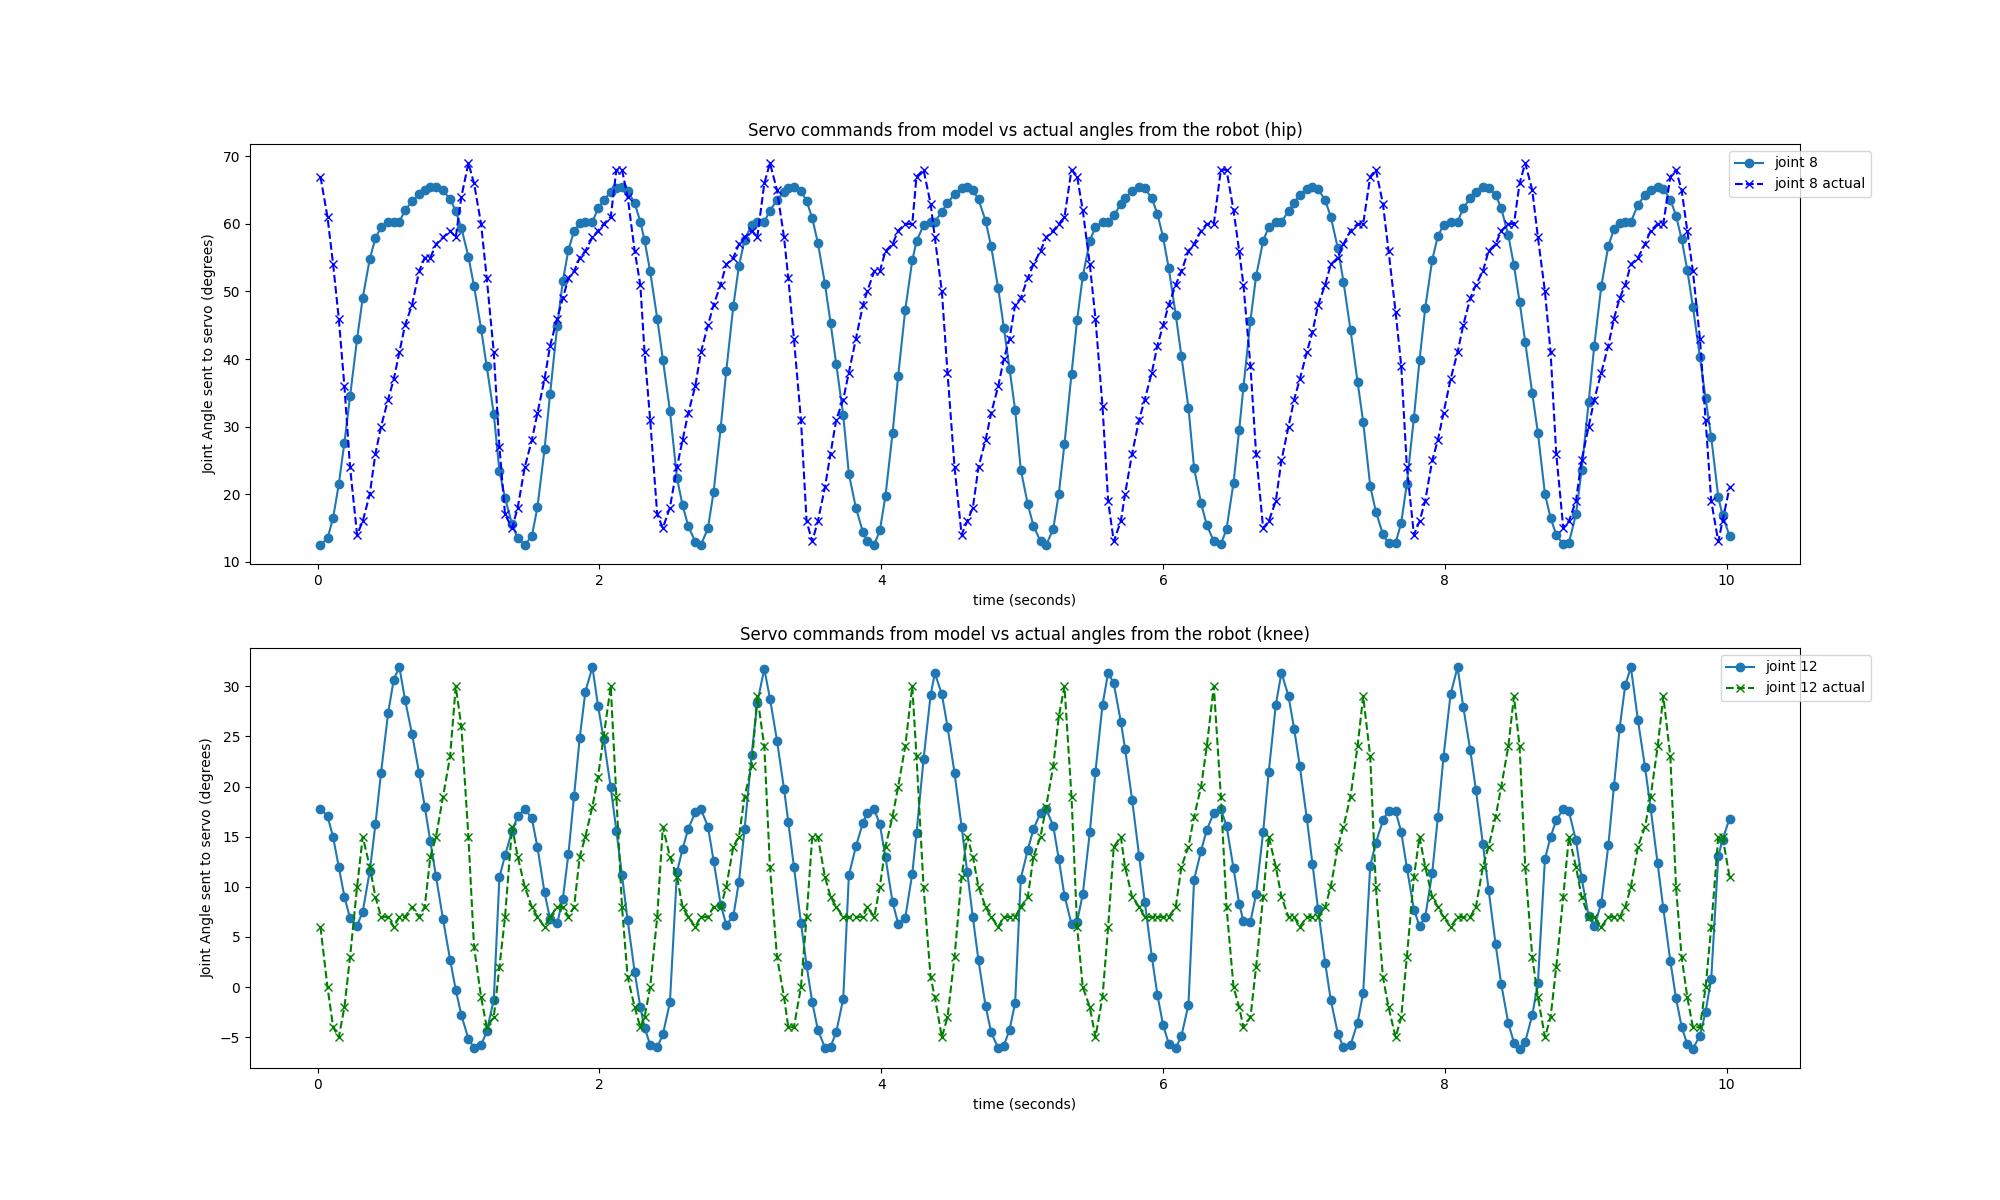 Servo commands from model vs actual angles from the robot (hip)
Joint Angle sent to servo (degrees)
70
60
50
40
30
20
10
joint 8
joint 8 actual
0 2 4 6 8 10
time (seconds)
Servo commands from model vs actual angles from the robot (knee)
Joint Angle sent to servo (degrees)
30
25
20
15
10
5
0
−5
joint 12
joint 12 actual
0 2 4 6 8 10
time (seconds)